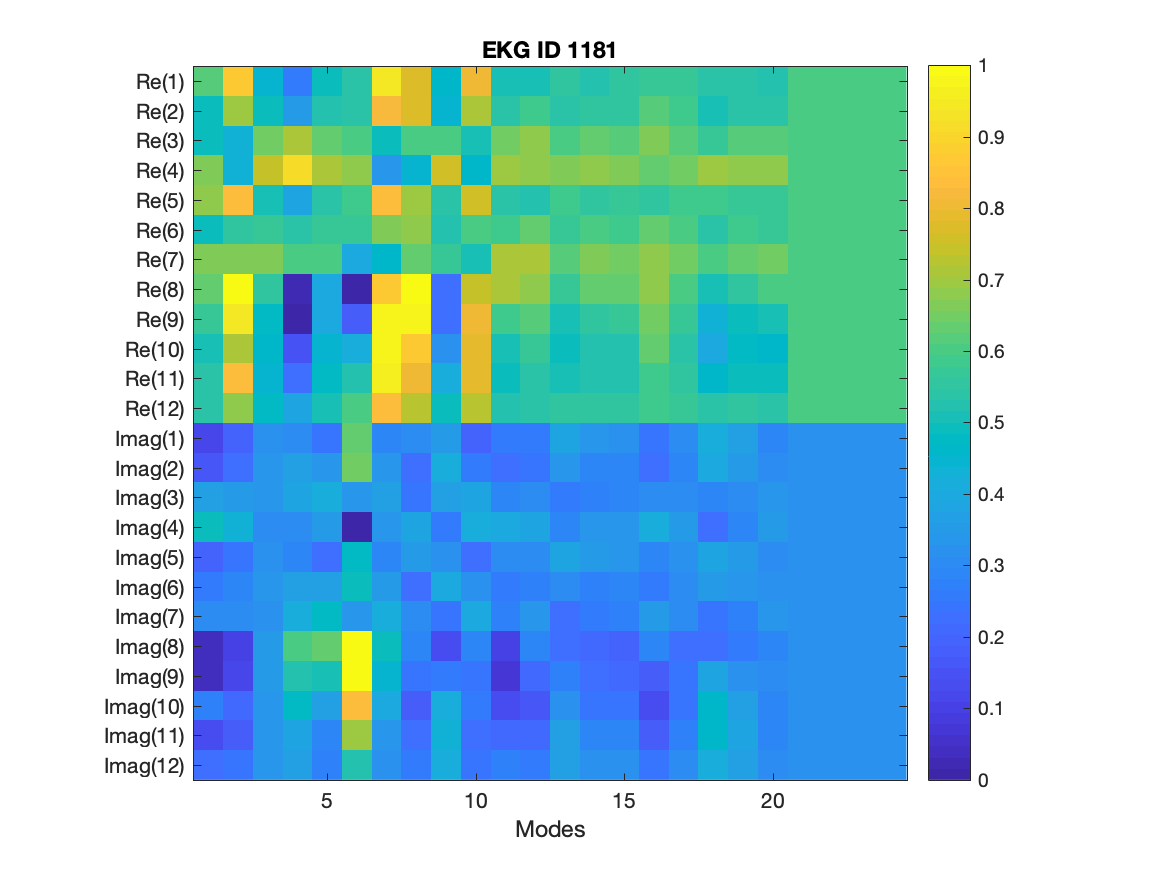 EKG ID 1181
Re(1)
Re(2)
Re(3)
Re(4)
Re(5)
Re(6)
Re(7)
Re(8)
Re(9)
Re(10)
Re(11)
Re(12)
Imag(1)
Imag(2)
Imag(3)
Imag(4)
Imag(5)
Imag(6)
Imag(7)
Imag(8)
Imag(9)
Imag(10)
Imag(11)
Imag(12)
5 10 15 20
Modes
1
0.9
0.8
0.7
0.6
0.5
0.4
0.3
0.2
0.1
0